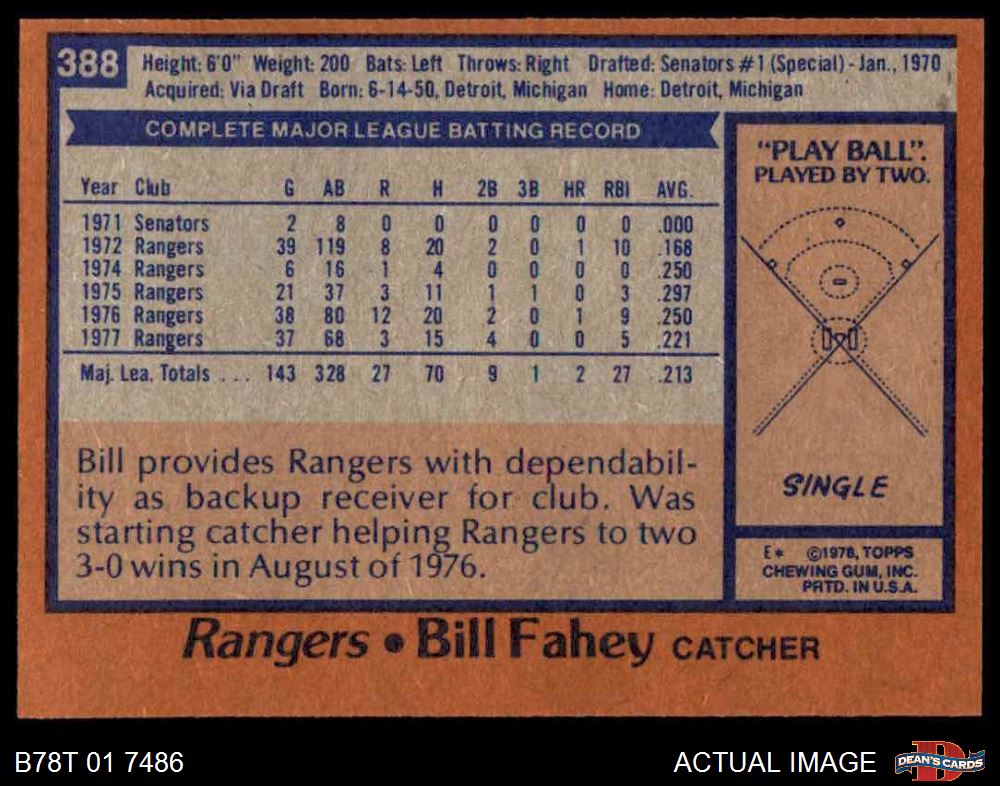 388
Height: 6'0" Weight: 200 Bats: Left Throws: Right Drafted: Senators #1 (Special) - Jan., 1970
Acquired: Via Draft Born: 6-14-50, Detroit, Michigan Home: Detroit, Michigan
COMPLETE MAJOR LEAGUE BATTING RECORD
Year Club G AB R H 2B 3B HR RBI AVG.
1971 Senators 2 8 0 0 0 0 0 0 .000
1972 Rangers 39 119 8 20 2 0 1 10 .168
1974 Rangers 6 16 1 4 0 0 0 0 .250
1975 Rangers 21 37 3 11 1 1 0 3 .297
1976 Rangers 38 80 12 20 2 0 1 9 .250
1977 Rangers 37 68 3 15 4 0 0 5 .221
Maj. Lea. Totals . . . 143 328 27 70 9 1 2 27 .213
Bill provides Rangers with dependabil-
ity as backup receiver for club. Was
starting catcher helping Rangers to two
3-0 wins in August of 1976.
"PLAY BALL".
PLAYED BY TWO.
SINGLE
E* ©1978, TOPPS
CHEWING GUM, INC.
PRTD. IN U.S.A.
Rangers • Bill Fahey CATCHER
B78T 01 7486
ACTUAL IMAGE
D
DEAN'S CARDS